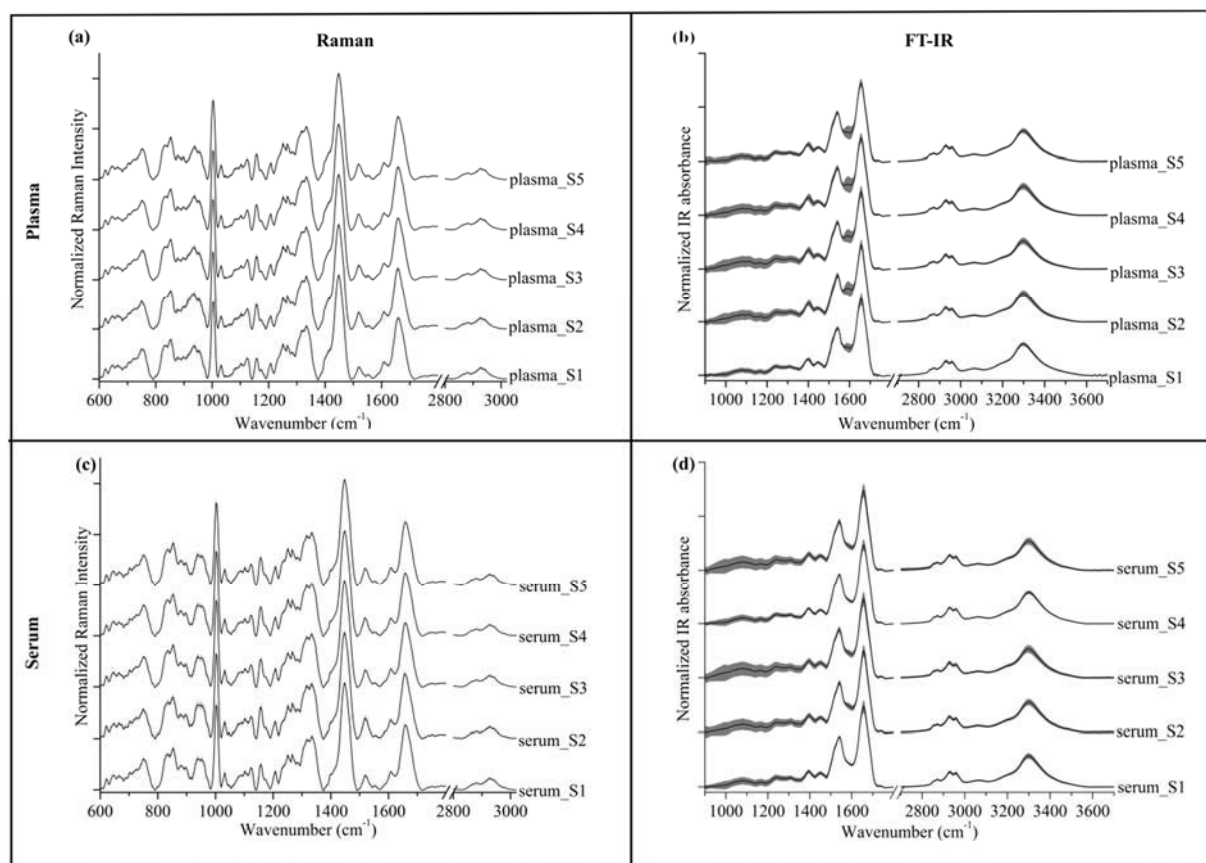 (a)
Raman
Plasma
Normalized Raman Intensity
plasma_S5
plasma_S4
plasma_S3
plasma_S2
plasma_S1
600 800 1000 1200 1400 1600 2800 3000
Wavenumber (cm⁻¹)
(b)
FT-IR
Normalized IR absorbance
plasma_S5
plasma_S4
plasma_S3
plasma_S2
plasma_S1
1000 1200 1400 1600 2800 3000 3200 3400 3600
Wavenumber (cm⁻¹)
(c)
Serum
Normalized Raman Intensity
serum_S5
serum_S4
serum_S3
serum_S2
serum_S1
600 800 1000 1200 1400 1600 2800 3000
Wavenumber (cm⁻¹)
(d)
Normalized IR absorbance
serum_S5
serum_S4
serum_S3
serum_S2
serum_S1
1000 1200 1400 1600 2800 3000 3200 3400 3600
Wavenumber (cm⁻¹)